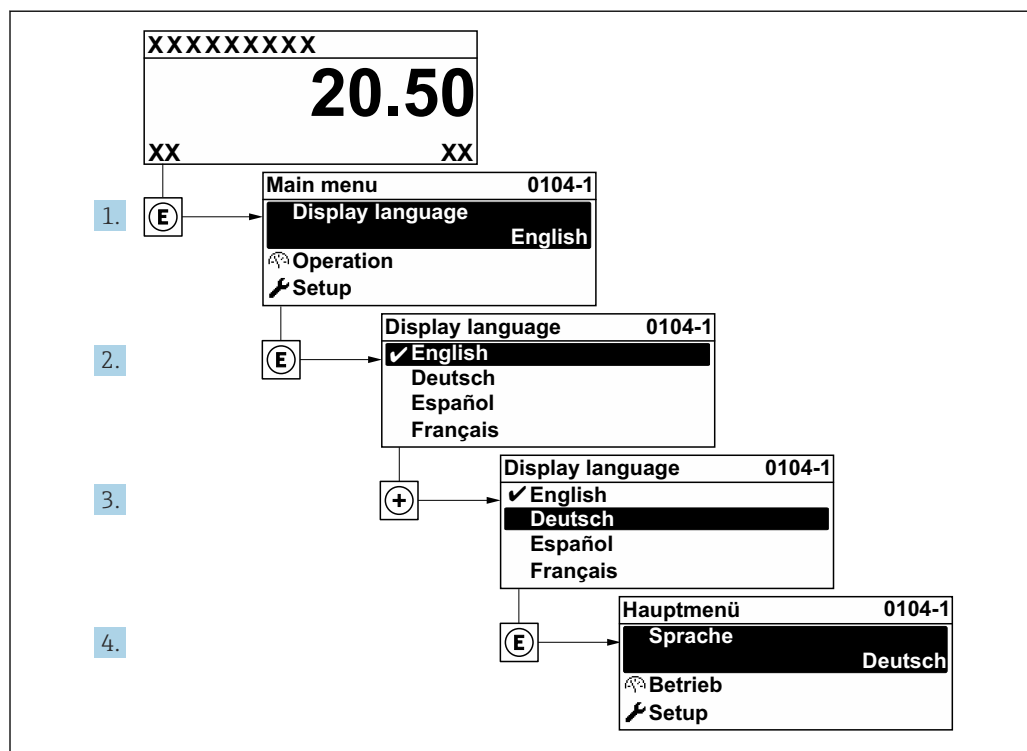 XXXXXXXXX
20.50
XX XX
1.
E
Main menu 0104-1
Display language
English
Operation
Setup
2.
E
Display language 0104-1
✔English
Deutsch
Español
Français
3.
+
Display language 0104-1
✔English
Deutsch
Español
Français
4.
E
Hauptmenü 0104-1
Sprache
Deutsch
Betrieb
Setup